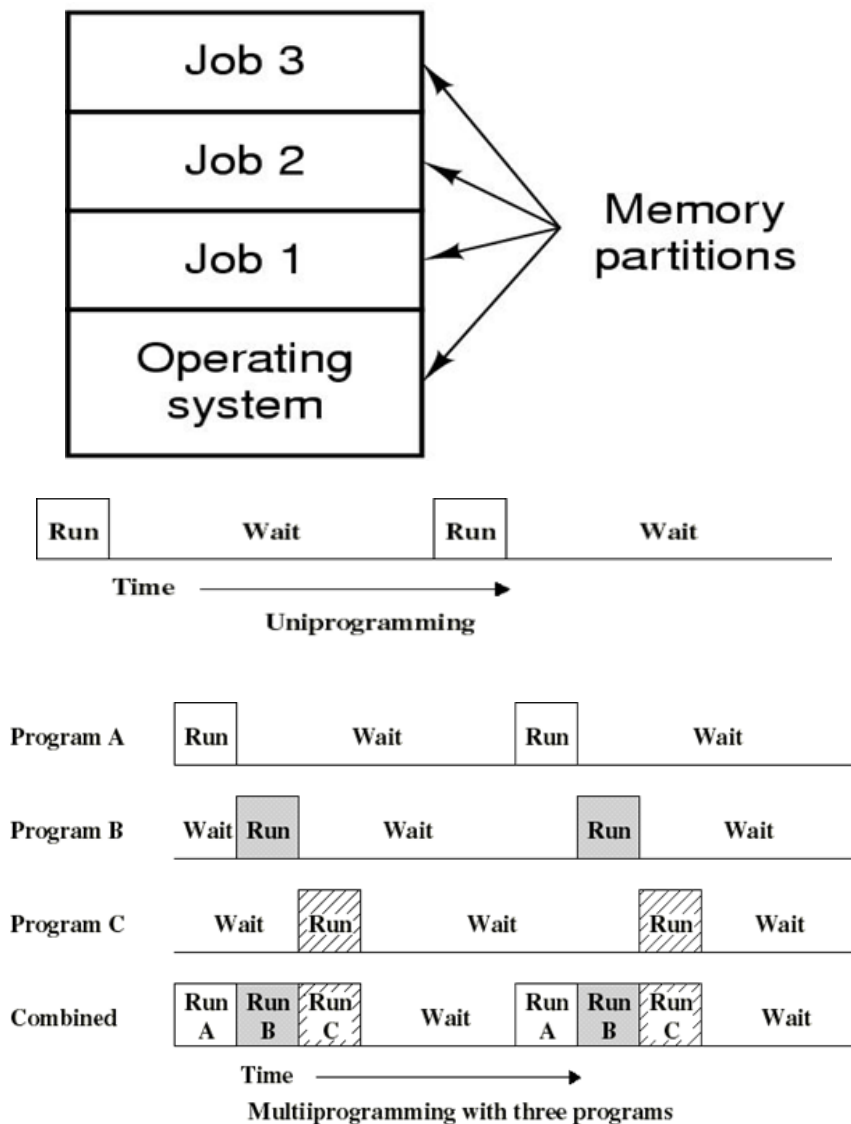 Job 3
Job 2
Job 1
Operating
system
Memory
partitions
Run Wait Run Wait
Time
Uniprogramming
Program A Run Wait Run Wait
Program B Wait Run Wait Run Wait
Program C Wait Run Wait Run Wait
Combined Run A Run B Run C Wait Run A Run B Run C Wait
Time
Multiiprogramming with three programs